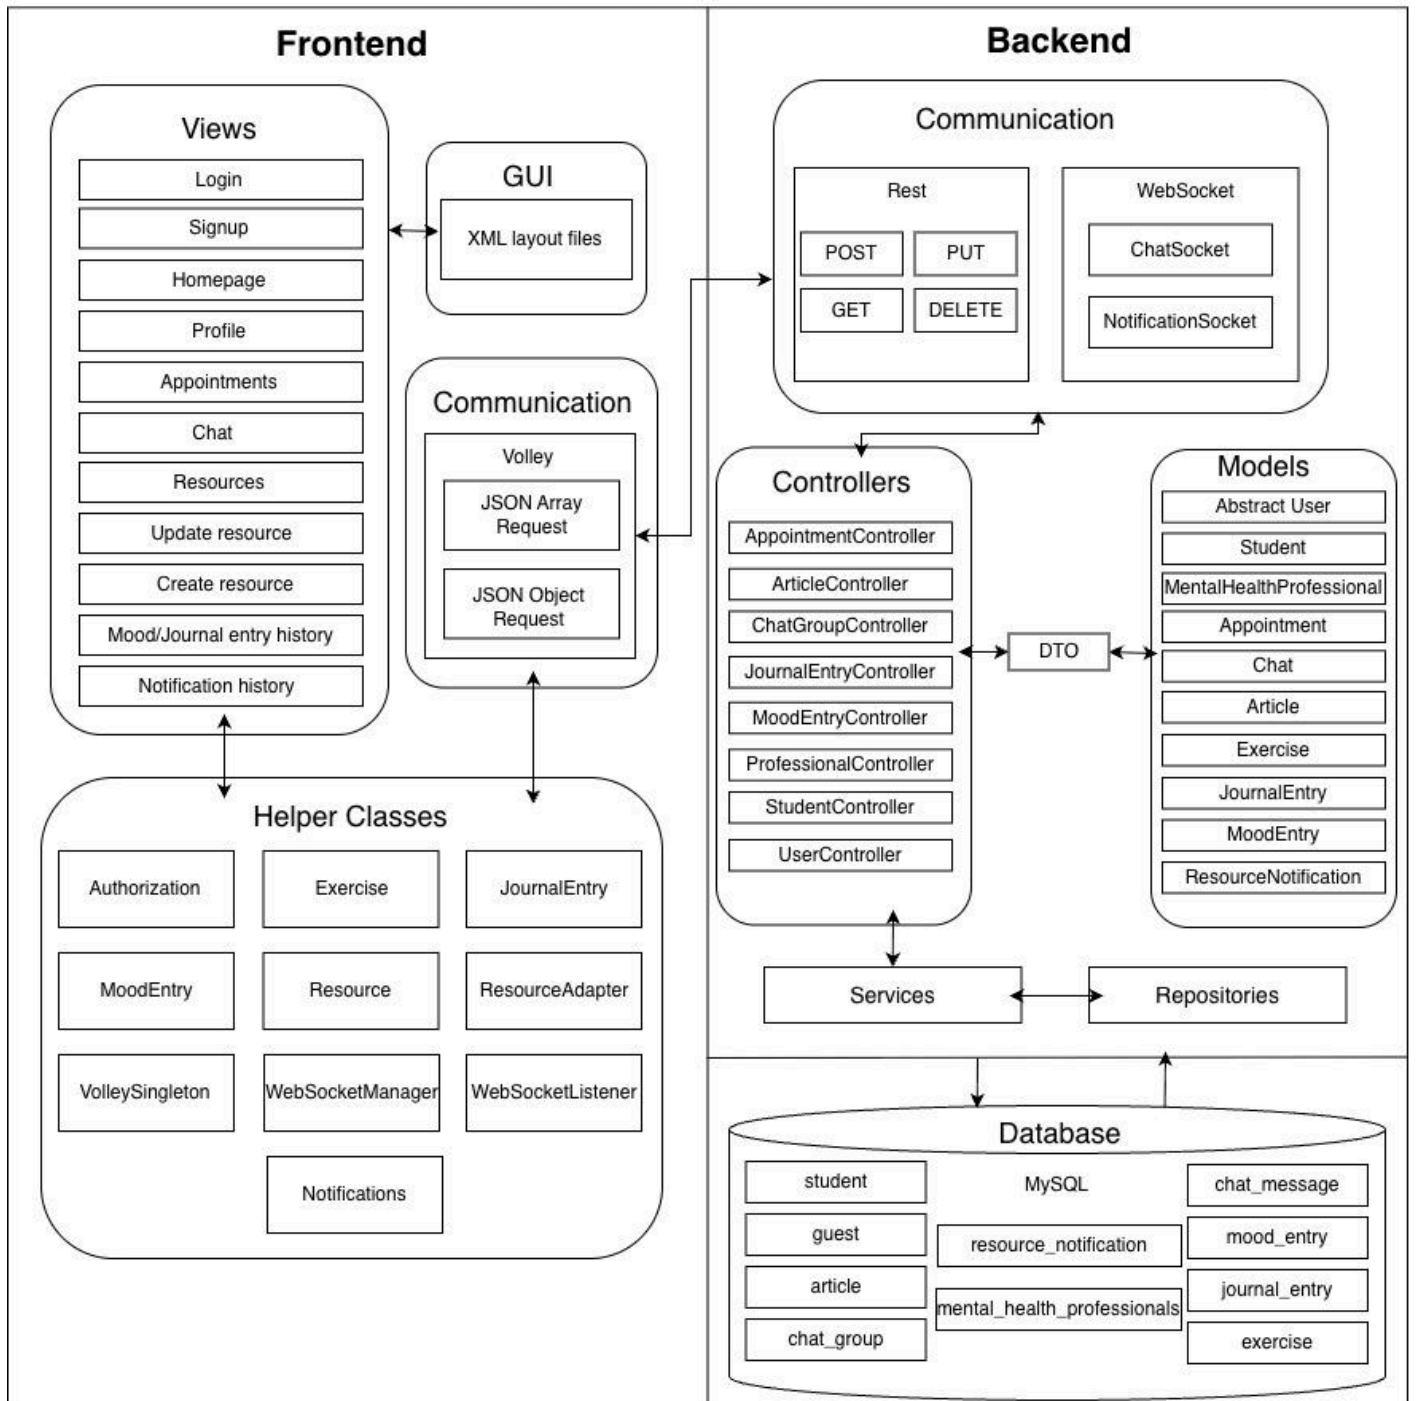 Frontend
Views
Login
Signup
Homepage
Profile
Appointments
Chat
Resources
Update resource
Create resource
Mood/Journal entry history
Notification history
GUI
XML layout files
Communication
Volley
JSON Array
Request
JSON Object
Request
Helper Classes
Authorization
Exercise
JournalEntry
MoodEntry
Resource
ResourceAdapter
VolleySingleton
WebSocketManager
WebSocketListener
Notifications
Backend
Communication
Rest
POST
PUT
GET
DELETE
WebSocket
ChatSocket
NotificationSocket
Controllers
AppointmentController
ArticleController
ChatGroupController
JournalEntryController
MoodEntryController
ProfessionalController
StudentController
UserController
DTO
Models
Abstract User
Student
MentalHealthProfessional
Appointment
Chat
Article
Exercise
JournalEntry
MoodEntry
ResourceNotification
Services
Repositories
Database
MySQL
student
guest
article
chat_group
resource_notification
mental_health_professionals
chat_message
mood_entry
journal_entry
exercise